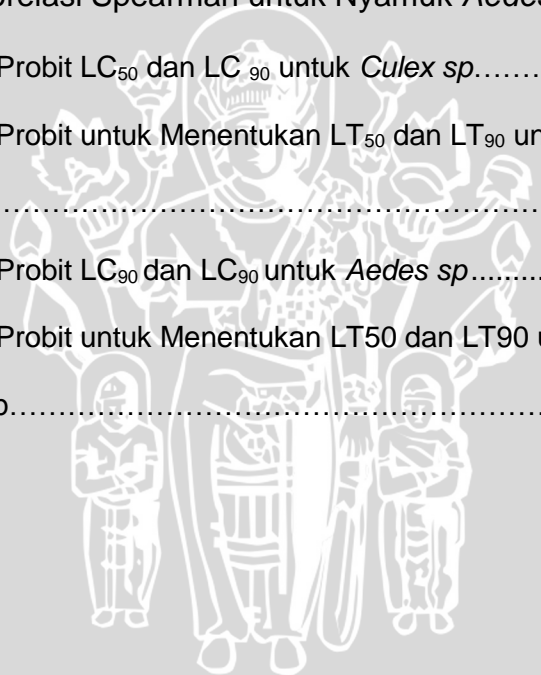 relasi Spearman untuk Nyamuk Aedes
Probit LC₅₀ dan LC ₉₀ untuk Culex sp........
Probit untuk Menentukan LT₅₀ dan LT₉₀ un
................................................
Probit LC₉₀ dan LC₉₀ untuk Aedes sp..........
Probit untuk Menentukan LT50 dan LT90 u
................................................